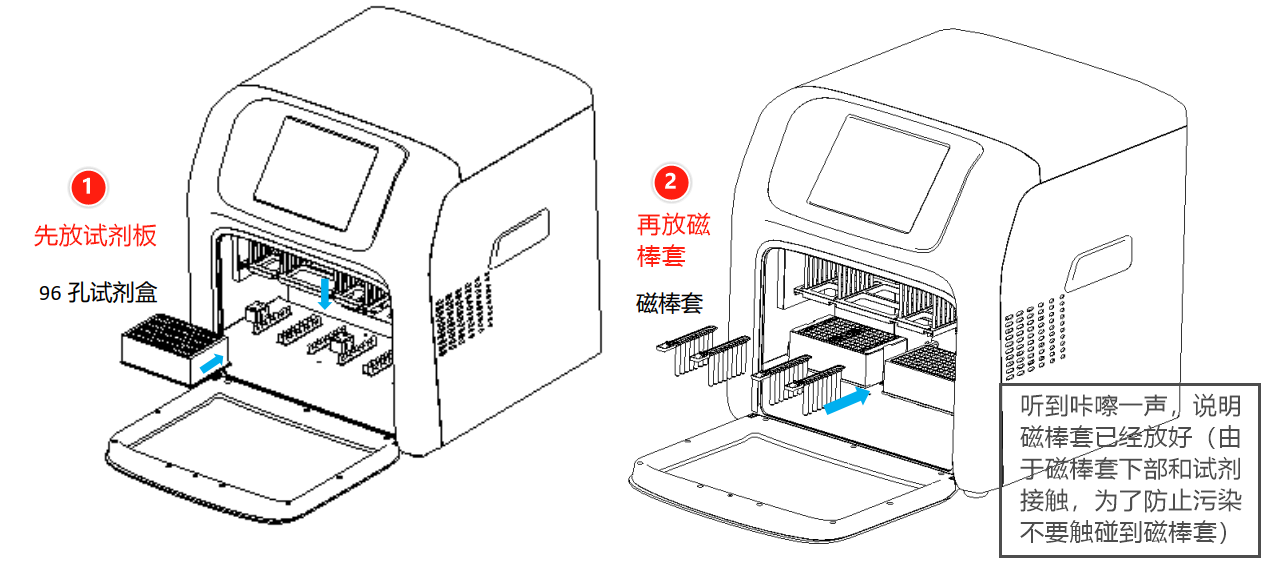 1
先放试剂板
96 孔试剂盒
2
再放磁
棒套
磁棒套
听到咔嚓一声，说明
磁棒套已经放好（由
于磁棒套下部和试剂
接触，为了防止污染
不要触碰到磁棒套）